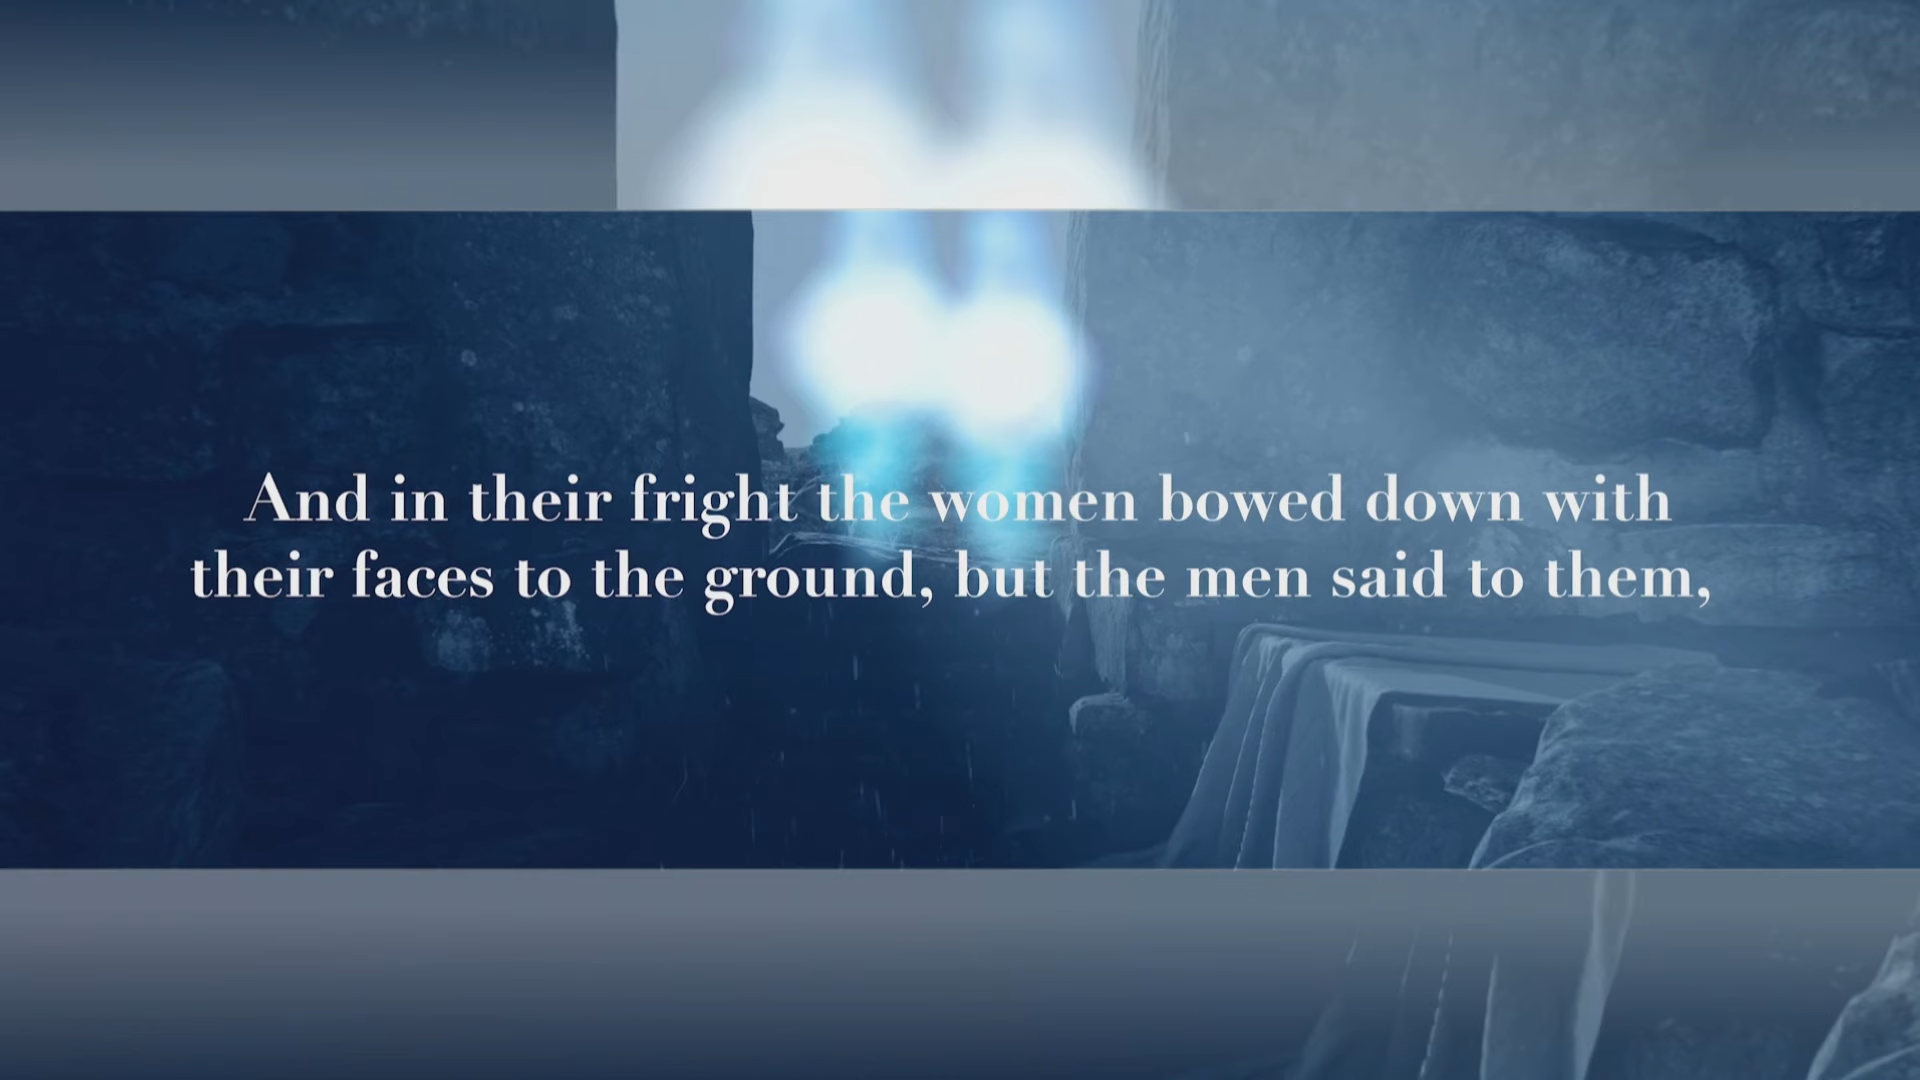 And in their fright the women bowed down with
their faces to the ground, but the men said to them,